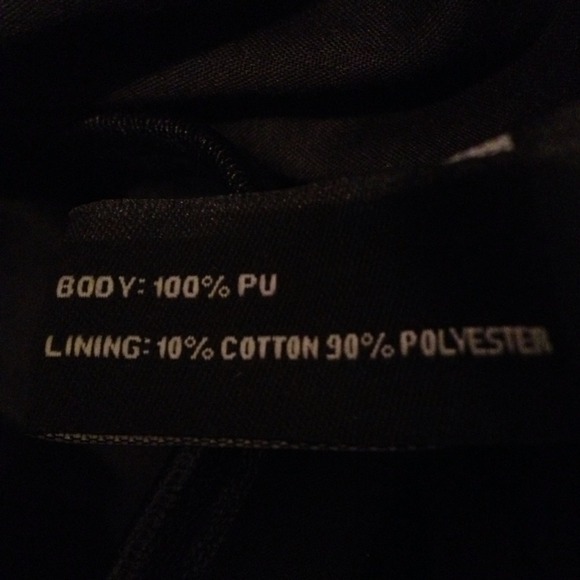 BODY: 100% PU
LINING: 10% COTTON 90% POLYESTER